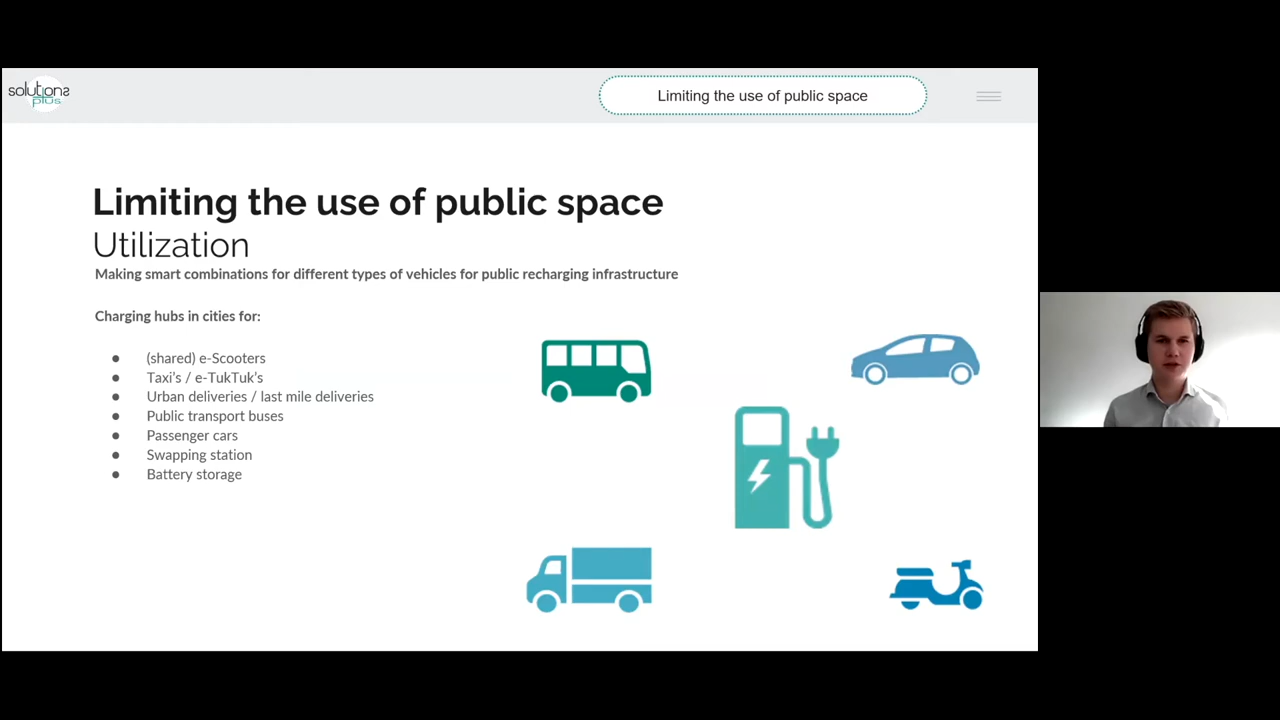 solutions
plus
Limiting the use of public space
Limiting the use of public space
Utilization
Making smart combinations for different types of vehicles for public recharging infrastructure
Charging hubs in cities for:
● (shared) e-Scooters
● Taxi's / e-TukTuk's
● Urban deliveries / last mile deliveries
● Public transport buses
● Passenger cars
● Swapping station
● Battery storage